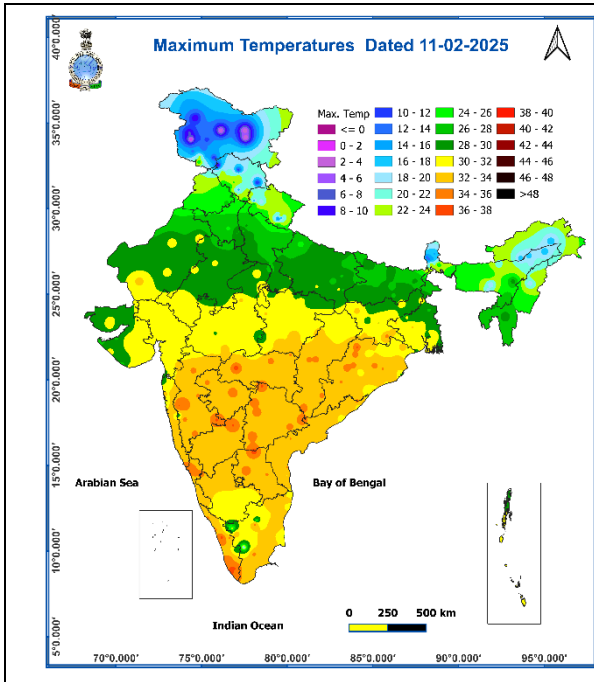 Maximum Temperatures Dated 11-02-2025
Max. Temp
<= 0
0 - 2
2 - 4
4 - 6
6 - 8
8 - 10
10 - 12
12 - 14
14 - 16
16 - 18
18 - 20
20 - 22
22 - 24
24 - 26
26 - 28
28 - 30
30 - 32
32 - 34
34 - 36
36 - 38
38 - 40
40 - 42
42 - 44
44 - 46
46 - 48
>48
40°0.000'
35°0.000'
30°0.000'
25°0.000'
20°0.000'
15°0.000'
10°0.000'
5°0.000'
Arabian Sea
Bay of Bengal
Indian Ocean
0 250 500 km
70°0.000' 75°0.000' 80°0.000' 85°0.000' 90°0.000' 95°0.000'